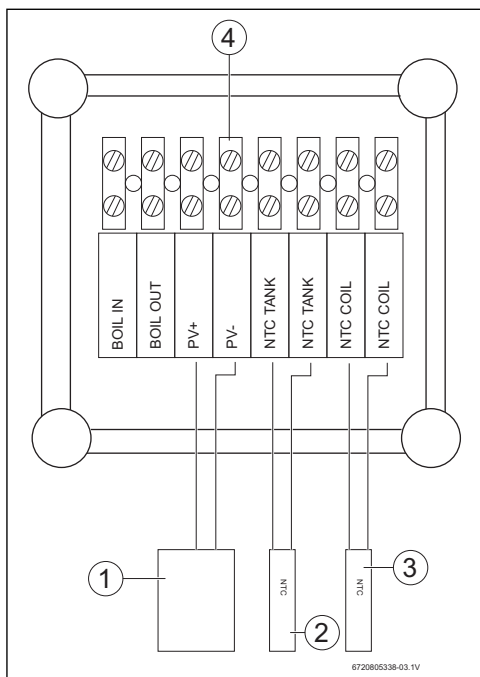 4
BOIL IN
BOIL OUT
PV+
PV-
NTC TANK
NTC TANK
NTC COIL
NTC COIL
1
NTC
2
NTC
3
6720805338-03.1V